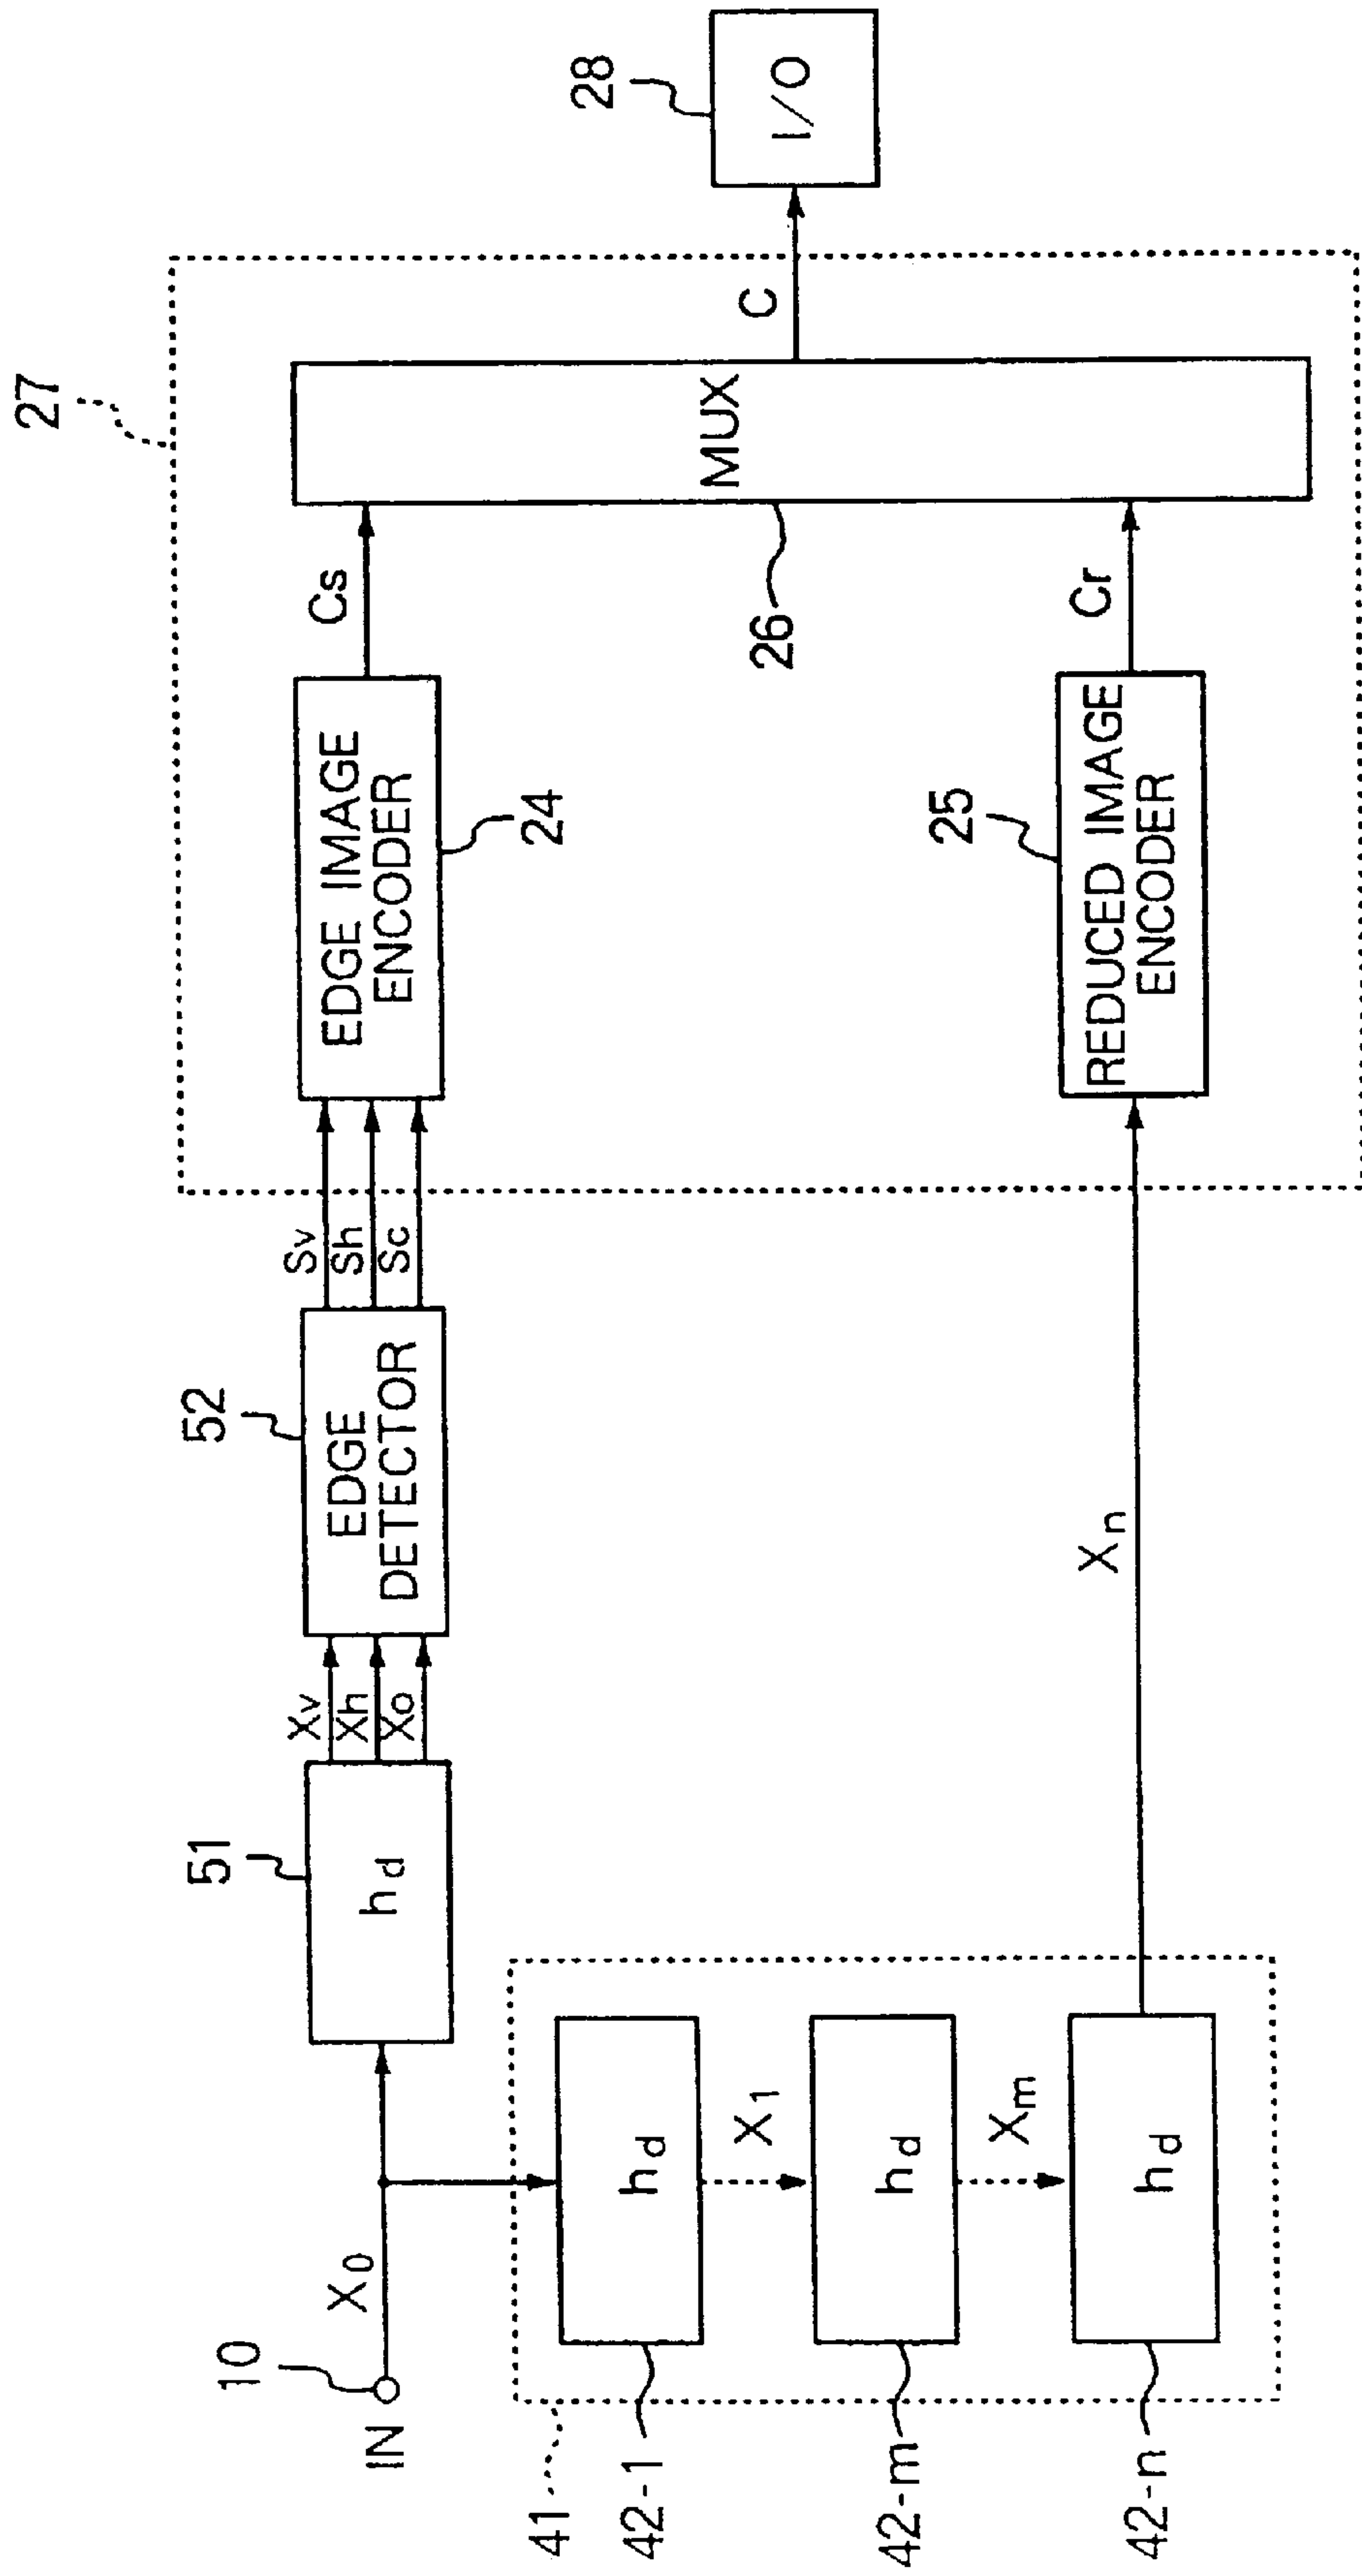 27
28
I/O
C
MUX
26
Cs
Cr
EDGE IMAGE
ENCODER
24
25
REDUCED IMAGE
ENCODER
Sv
Sh
Sc
52
EDGE
DETECTOR
Xv
Xh
Xo
Xn
51
hd
10
IN
X0
41
hd
42-1
X1
hd
42-m
Xm
hd
42-n